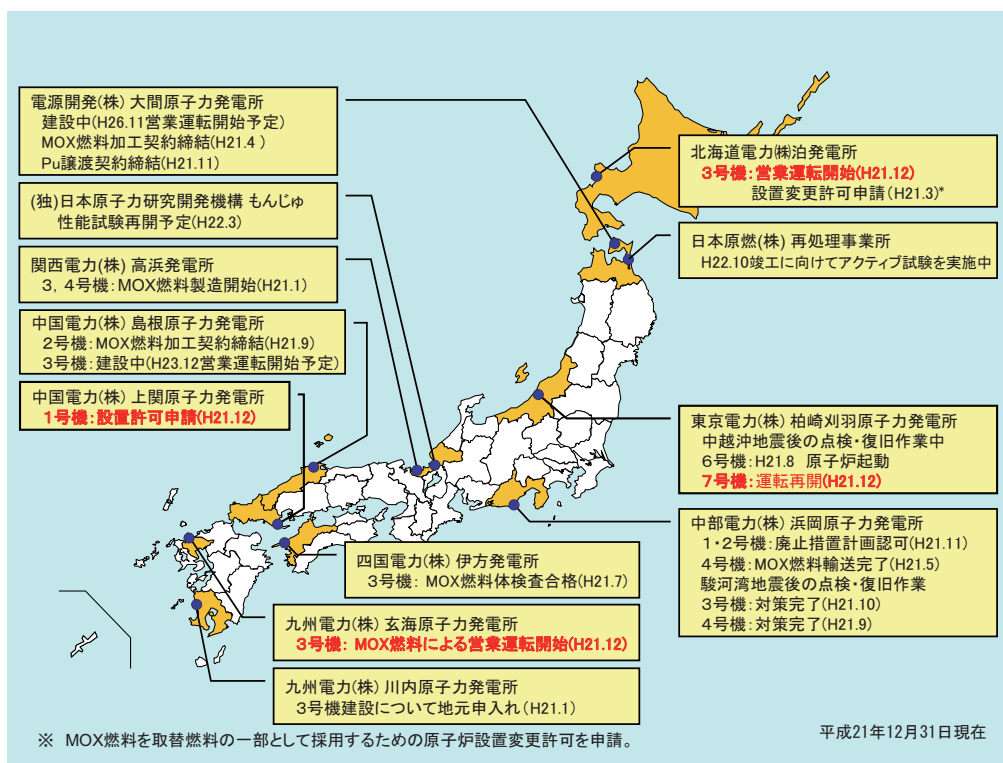 電源開発(株) 大間原子力発電所
建設中(H26.11営業運転開始予定)
MOX燃料加工契約締結(H21.4 )
Pu譲渡契約締結(H21.11)
(独)日本原子力研究開発機構 もんじゅ
性能試験再開予定(H22.3)
関西電力(株) 高浜発電所
3, 4号機:MOX燃料製造開始(H21.1)
中国電力(株) 島根原子力発電所
2号機:MOX燃料加工契約締結(H21.9)
3号機:建設中(H23.12営業運転開始予定)
中国電力(株) 上関原子力発電所
1号機:設置許可申請(H21.12)
北海道電力㈱泊発電所
3号機:営業運転開始(H21.12)
設置変更許可申請(H21.3)*
日本原燃(株) 再処理事業所
H22.10竣工に向けてアクティブ試験を実施中
東京電力(株) 柏崎刈羽原子力発電所
中越沖地震後の点検・復旧作業中
6号機:H21.8 原子炉起動
7号機:運転再開(H21.12)
中部電力(株) 浜岡原子力発電所
1・2号機:廃止措置計画認可(H21.11)
4号機:MOX燃料輸送完了(H21.5)
駿河湾地震後の点検・復旧作業
3号機:対策完了(H21.10)
4号機:対策完了(H21.9)
四国電力(株) 伊方発電所
3号機: MOX燃料体検査合格(H21.7)
九州電力(株) 玄海原子力発電所
3号機: MOX燃料による営業運転開始(H21.12)
九州電力(株) 川内原子力発電所
3号機建設について地元申入れ(H21.1)
※ MOX燃料を取替燃料の一部として採用するための原子炉設置変更許可を申請。
平成21年12月31日現在